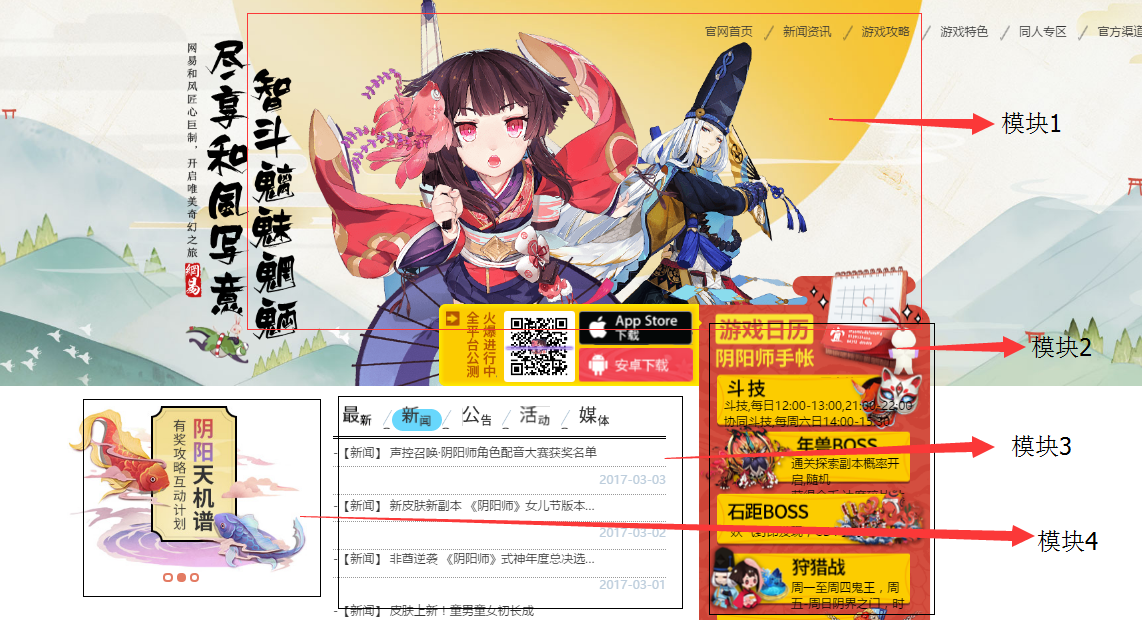 官网首页 / 新闻资讯 / 游戏攻略 / 游戏特色 / 同人专区 / 官方渠道
网易和风匠心巨制，开启唯美奇幻之旅
網易
尽享和风写意
智斗魑魅魍魉
模块1
火爆进行中
全平台公测
App Store
下载
安卓下载
游戏日历
阴阳师手帐
模块2
斗技
斗技,每日12:00-13:00,21:00-22:00
协同斗技,每周六日14:00-15:30
年兽BOSS
通关探索副本概率开
启,随机
石距BOSS
狩猎战
周一至周四鬼王，周
五-周日阴界之门，时
最新 / 新闻 / 公告 / 活动 / 媒体
-【新闻】 声控召唤·阴阳师角色配音大赛获奖名单
2017-03-03
-【新闻】 新皮肤新副本 《阴阳师》女儿节版本...
2017-03-02
-【新闻】 非酋逆袭 《阴阳师》式神年度总决选...
2017-03-01
-【新闻】 皮肤上新！童男童女初长成
模块3
阴阳天机谱
有奖攻略互动计划
模块4